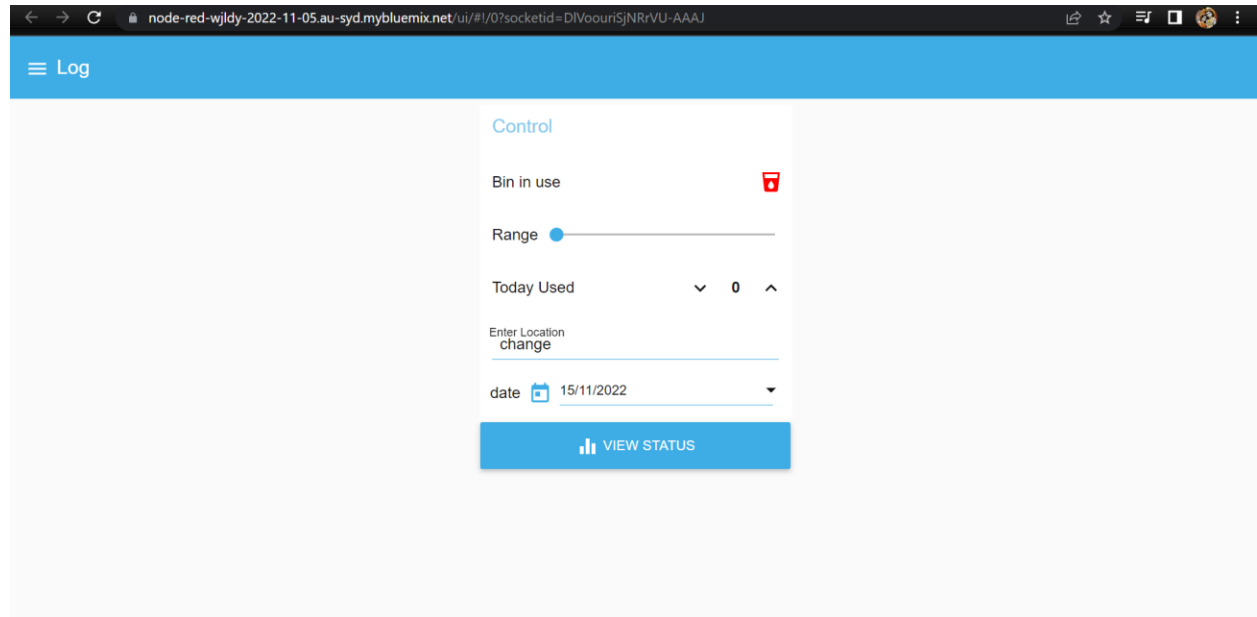 node-red-wjldy-2022-11-05.au-syd.mybluemix.net/ui/#!/0?socketid=DlVoouriSjNRrVU-AAAJ
Log
Control
Bin in use
Range
Today Used 0
Enter Location
change
date 15/11/2022
VIEW STATUS